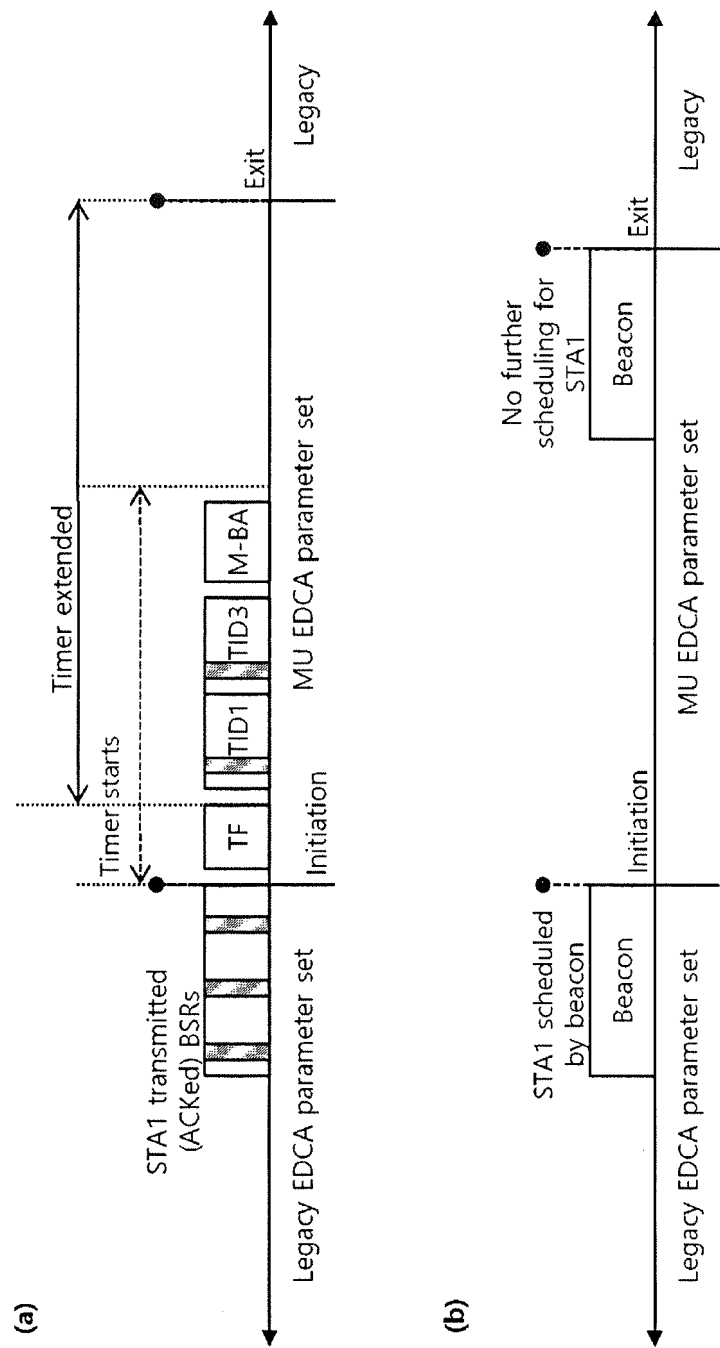 (a)
Timer extended
Timer starts
STA1 transmitted
(ACKed) BSRs
TF
TID1
TID3
M-BA
Initiation
Exit
Legacy EDCA parameter set
MU EDCA parameter set
Legacy
(b)
STA1 scheduled
by beacon
No further
scheduling for
STA1
Beacon
Beacon
Initiation
Exit
Legacy EDCA parameter set
MU EDCA parameter set
Legacy